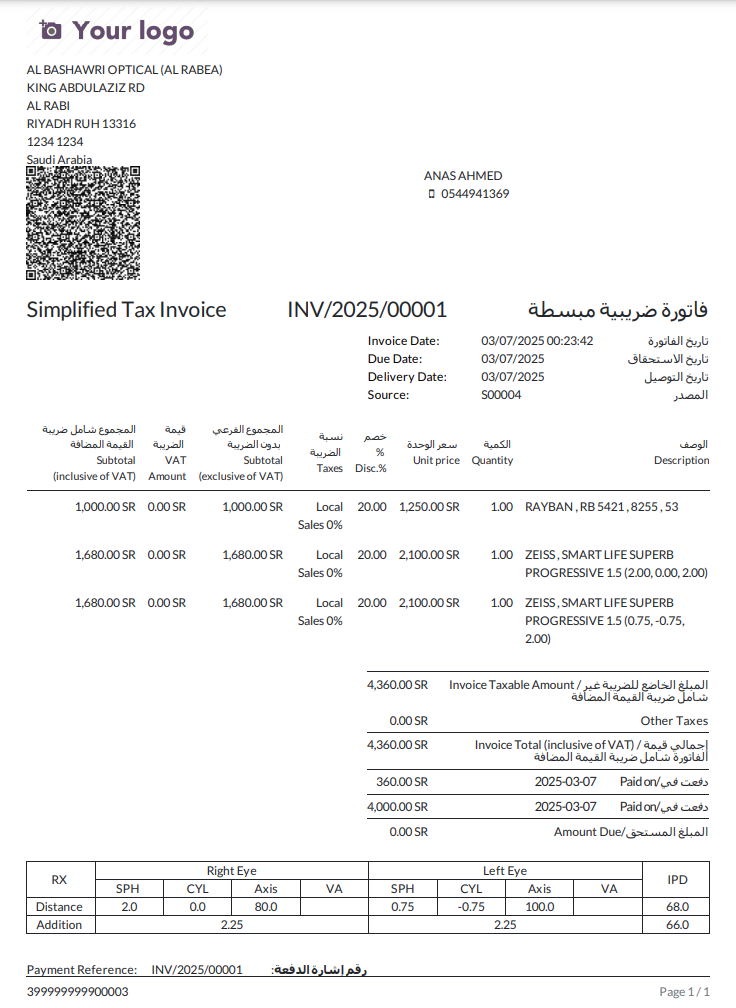 Your logo
AL BASHAWRI OPTICAL (AL RABEA)
KING ABDULAZIZ RD
AL RABI
RIYADH RUH 13316
1234 1234
Saudi Arabia
ANAS AHMED
0544941369
Simplified Tax Invoice INV/2025/00001 فاتورة ضريبية مبسطة
Invoice Date: 03/07/2025 00:23:42 تاريخ الفاتورة
Due Date: 03/07/2025 تاريخ الاستحقاق
Delivery Date: 03/07/2025 تاريخ التوصيل
Source: S00004 المصدر
المجموع شامل ضريبة قيمة المجموع الفرعي نسبة خصم سعر الوحدة الكمية الوصف
القيمة المضافة الضريبة بدون الضريبة الضريبة % Unit price Quantity Description
Subtotal VAT Subtotal Taxes Disc.%
(inclusive of VAT) Amount (exclusive of VAT)
1,000.00 SR 0.00 SR 1,000.00 SR Local 20.00 1,250.00 SR 1.00 RAYBAN , RB 5421 , 8255 , 53
Sales 0%
1,680.00 SR 0.00 SR 1,680.00 SR Local 20.00 2,100.00 SR 1.00 ZEISS , SMART LIFE SUPERB
Sales 0% PROGRESSIVE 1.5 (2.00, 0.00, 2.00)
1,680.00 SR 0.00 SR 1,680.00 SR Local 20.00 2,100.00 SR 1.00 ZEISS , SMART LIFE SUPERB
Sales 0% PROGRESSIVE 1.5 (0.75, -0.75,
2.00)
4,360.00 SR Invoice Taxable Amount / المبلغ الخاضع للضريبة غير
شامل ضريبة القيمة المضافة
0.00 SR Other Taxes
4,360.00 SR Invoice Total (inclusive of VAT) / إجمالي قيمة
الفاتورة شامل ضريبة القيمة المضافة
360.00 SR 2025-03-07 Paid on/دفعت في
4,000.00 SR 2025-03-07 Paid on/دفعت في
0.00 SR Amount Due/المبلغ المستحق
RX Right Eye Left Eye IPD
SPH CYL Axis VA SPH CYL Axis VA
Distance 2.0 0.0 80.0 0.75 -0.75 100.0 68.0
Addition 2.25 2.25 66.0
Payment Reference: INV/2025/00001 رقم إشارة الدفعة:
399999999900003 Page 1 / 1